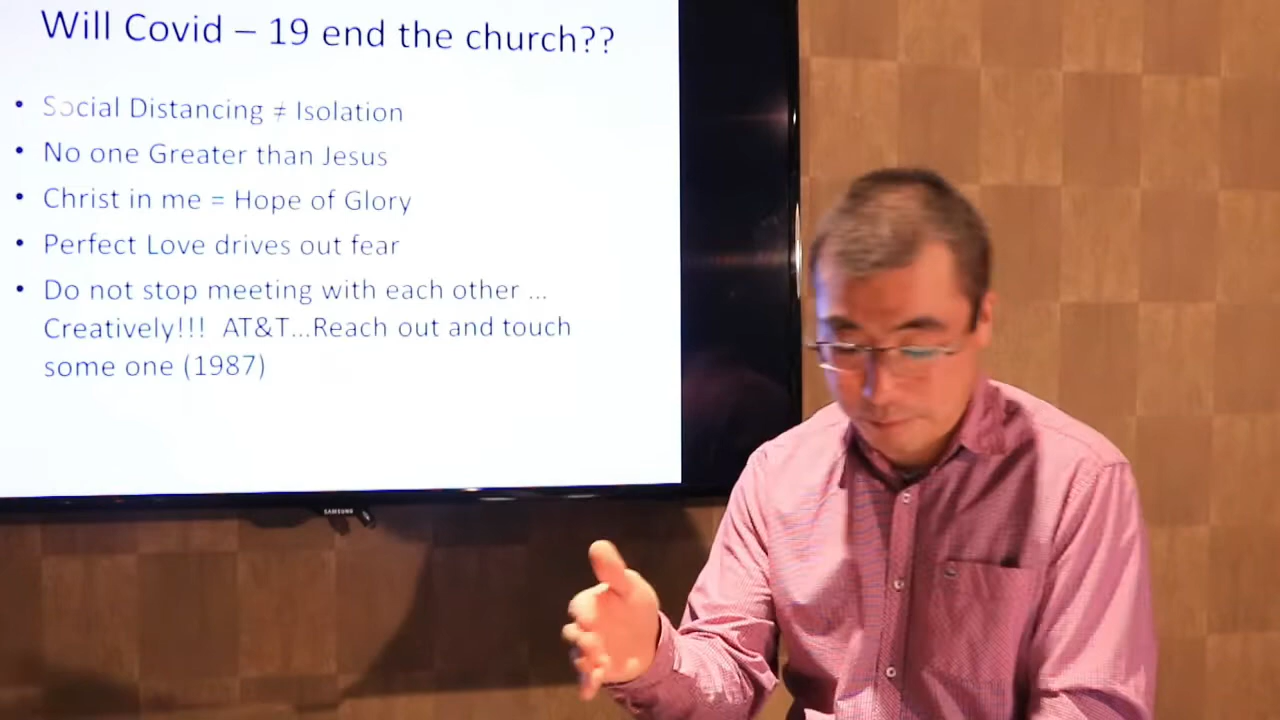 Will Covid – 19 end the church??
• Social Distancing ≠ Isolation
• No one Greater than Jesus
• Christ in me = Hope of Glory
• Perfect Love drives out fear
• Do not stop meeting with each other ...
Creatively!!! AT&T...Reach out and touch
some one (1987)
SAMSUNG